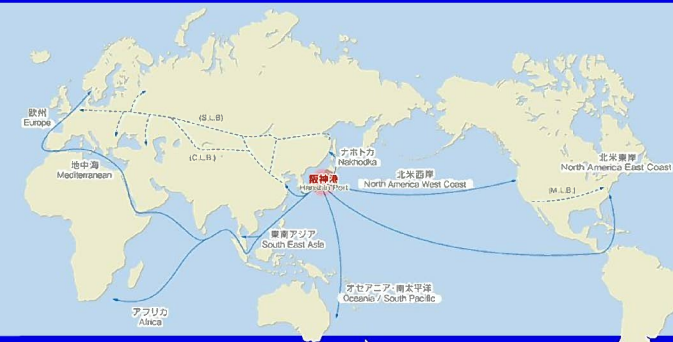 欧州
Europe
地中海
Mediterranean
(S.L.B)
(C.L.B)
ナホトカ
Nakhodka
阪神港
Hanshin Port
北米西岸
North America West Coast
北米東岸
North America East Coast
(M.L.B)
東南アジア
South East Asia
オセアニア・南太平洋
Oceania / South Pacific
アフリカ
Africa